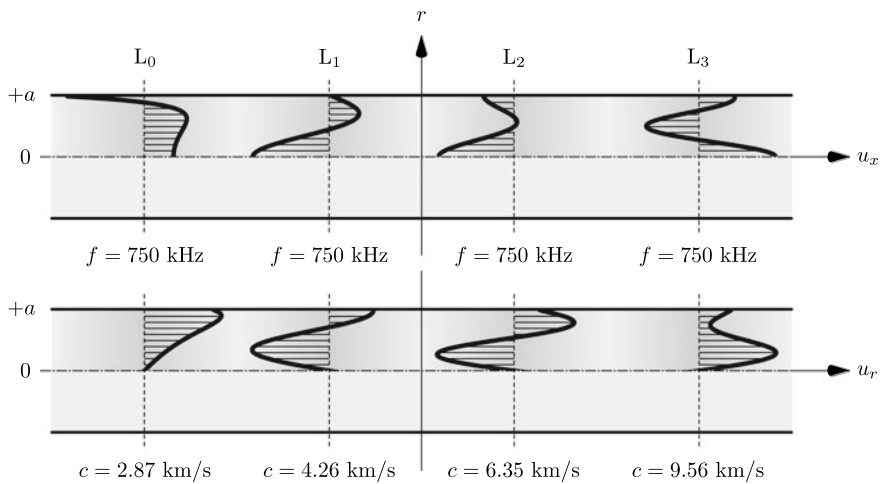 r
L₀ L₁ L₂ L₃
+a
0 uₓ
f = 750 kHz f = 750 kHz f = 750 kHz f = 750 kHz
+a
0 uᵣ
c = 2.87 km/s c = 4.26 km/s c = 6.35 km/s c = 9.56 km/s